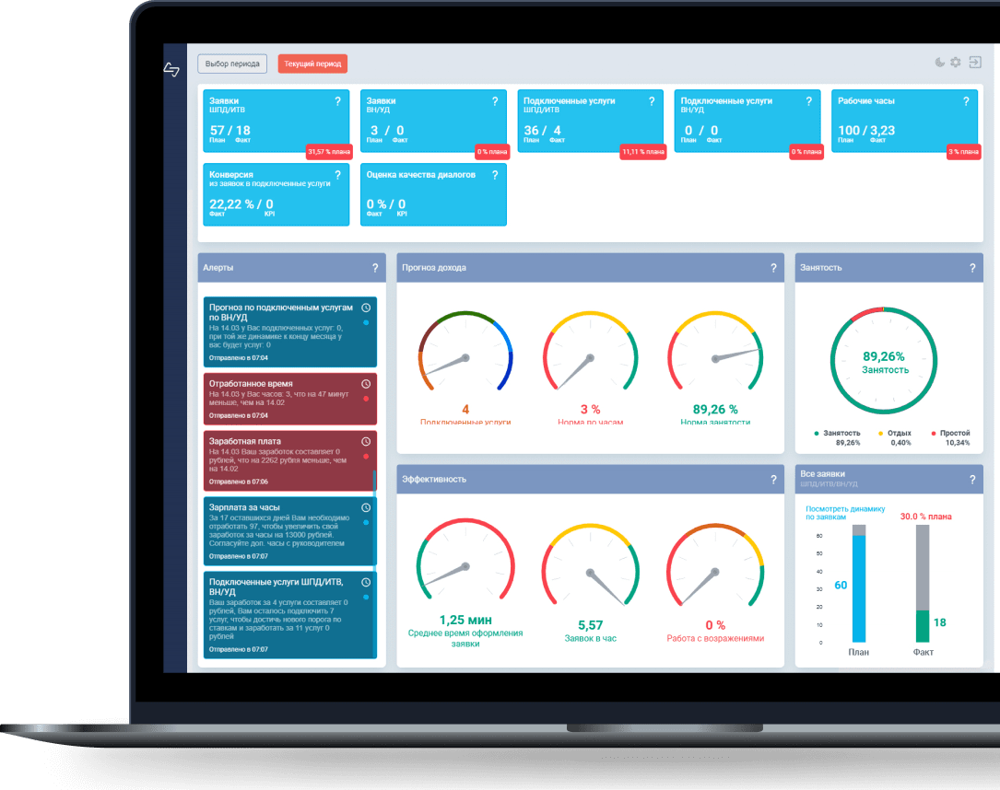 Выбор периода
Текущий период
Заявки
ШПД/ИТВ
?
57 / 18
План Факт
31,57 % плана
Заявки
ВН/УД
?
3 / 0
План Факт
0 % плана
Подключенные услуги
ШПД/ИТВ
?
36 / 4
План Факт
11,11 % плана
Подключенные услуги
ВН/УД
?
0 / 0
План Факт
0 % плана
Рабочие часы
?
100 / 3,23
План Факт
3 % плана
Конверсия
из заявок в подключенные услуги
?
22,22 % / 0
Факт KPI
Оценка качества диалогов
?
0 % / 0
Факт KPI
Алерты
?
Прогноз по подключенным услугам
по ВН/УД
На 14.03 у Вас подключенных услуг: 0,
при той же динамике к концу месяца у
вас будет услуг: 0
Отправлено в 07:04
Отработанное время
На 14.03 у Вас часов: 3, что на 47 минут
меньше, чем на 14.02
Отправлено в 07:04
Заработная плата
На 14.03 Ваш заработок составляет 0
рублей, что на 2262 рубля меньше, чем
на 14.02
Отправлено в 07:06
Зарплата за часы
За 17 оставшихся дней Вам необходимо
отработать 97, чтобы увеличить свой
заработок за часы на 13000 рублей.
Согласуйте доп. часы с руководителем
Отправлено в 07:07
Подключенные услуги ШПД/ИТВ,
ВН/УД
Ваш заработок за 4 услуги составляет 0
рублей, Вам осталось подключить 7
услуг, чтобы достичь нового порога по
ставкам и заработать за 11 услуг 0
рублей
Отправлено в 07:07
Прогноз дохода
?
4
Подключенные услуги
3 %
Норма по часам
89,26 %
Норма занятости
Занятость
?
89,26%
Занятость
Занятость
89,26%
Отдых
0,40%
Простой
10,34%
Эффективность
?
1,25 мин
Среднее время оформления
заявки
5,57
Заявок в час
0 %
Работа с возражениями
Все заявки
ШПД/ИТВ/ВН/УД
?
Посмотреть динамику
по заявкам
30.0 % плана
60
50
40
30
20
10
0
60
18
План
Факт